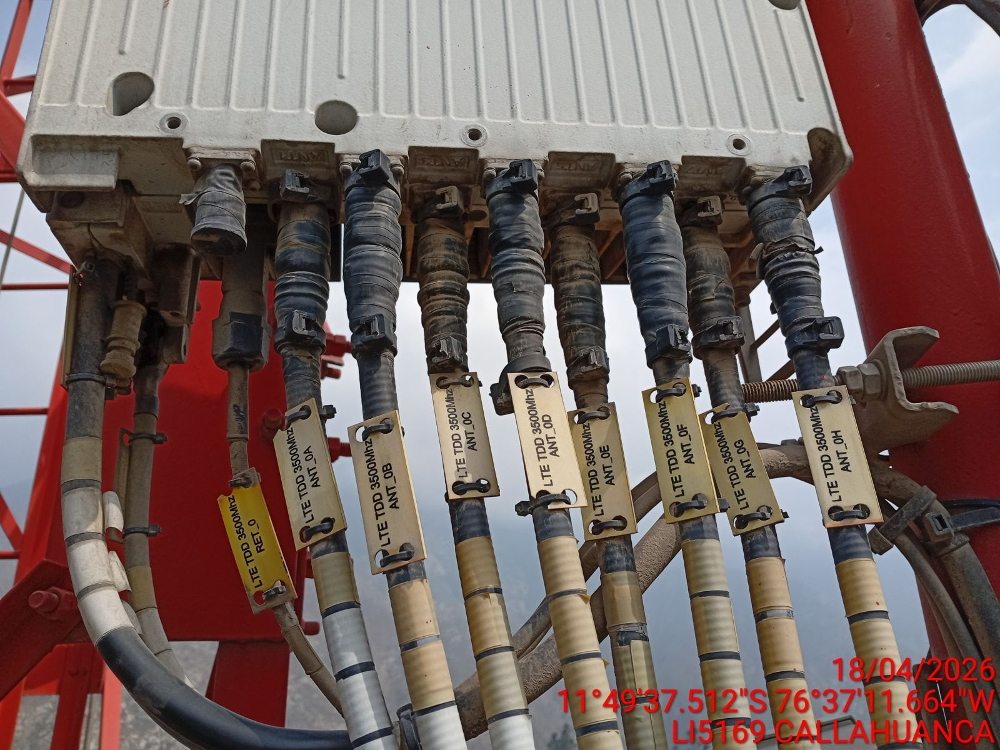 LTE TDD 3500Mhz
RET_0
LTE TDD 3500Mhz
ANT_0A
LTE TDD 3500Mhz
ANT_0B
LTE TDD 3500Mhz
ANT_0C
LTE TDD 3500Mhz
ANT_0D
LTE TDD 3500Mhz
ANT_0E
LTE TDD 3500Mhz
ANT_0F
LTE TDD 3500Mhz
ANT_0G
LTE TDD 3500Mhz
ANT_0H
18/04/2026
11°49'37.512"S 76°37'11.664"W
LI5169 CALLAHUANCA